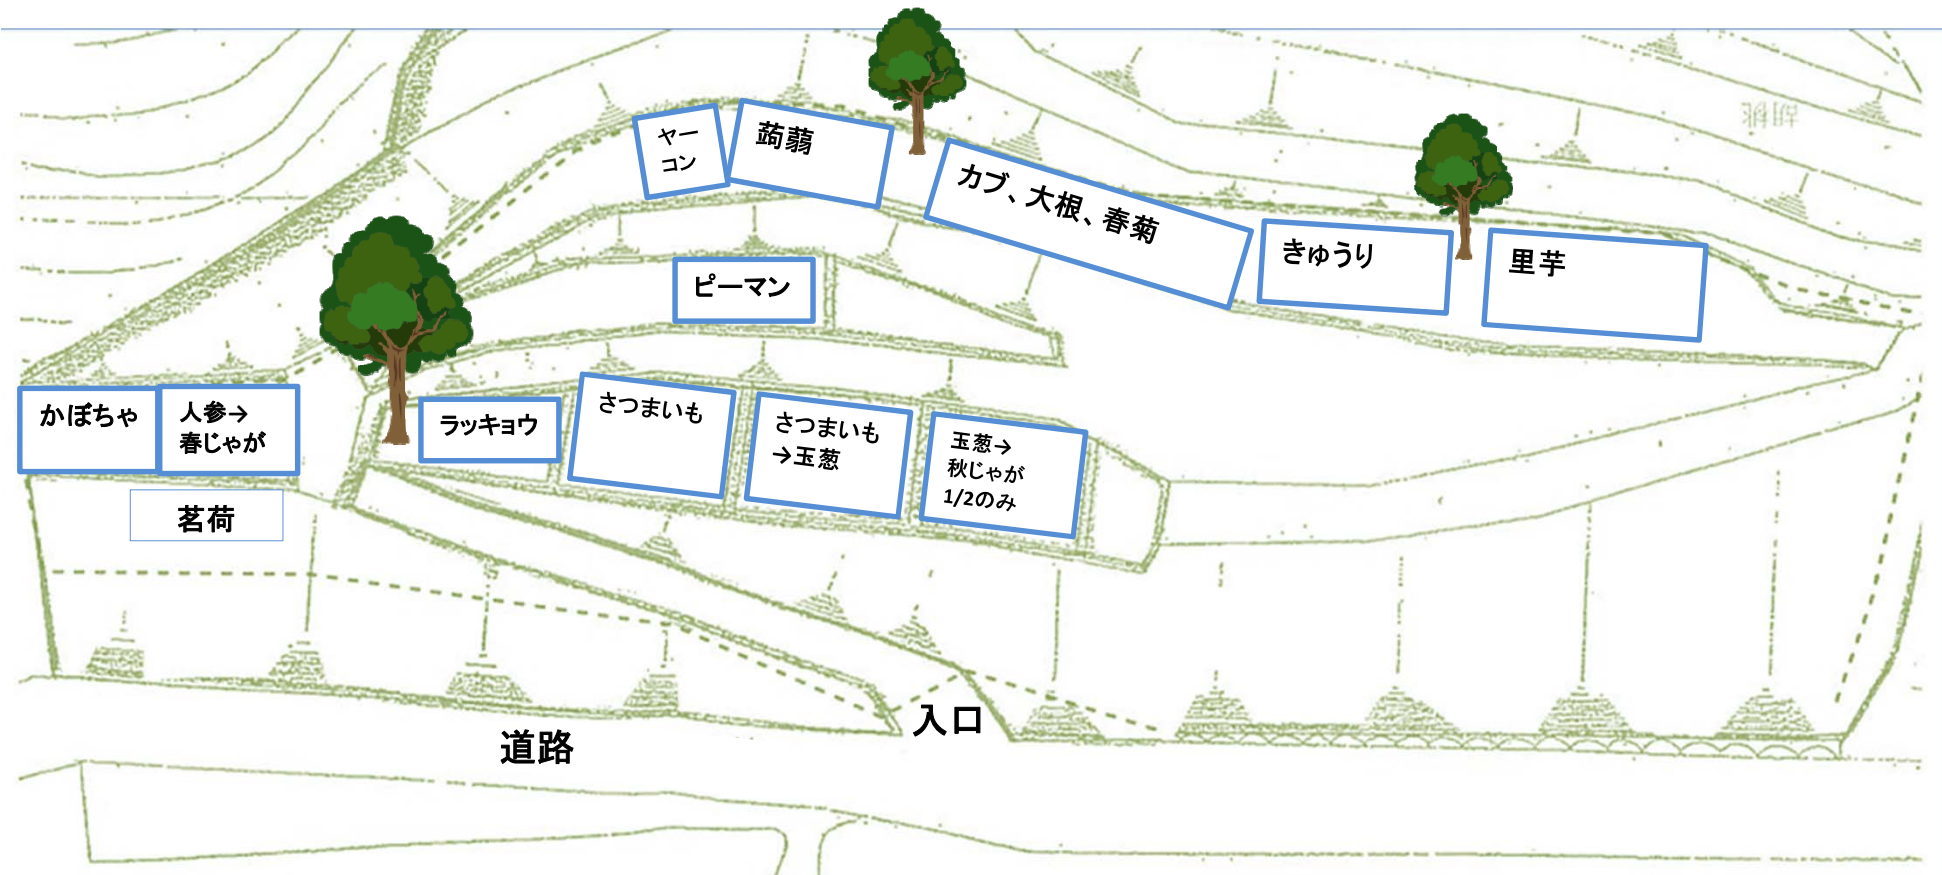 ヤー
コン
蒟蒻
カブ、大根、春菊
きゅうり
里芋
胡桃
ピーマン
かぼちゃ
人参→
春じゃが
ラッキョウ
さつまいも
さつまいも
→玉葱
玉葱→
秋じゃが
1/2のみ
茗荷
入口
道路